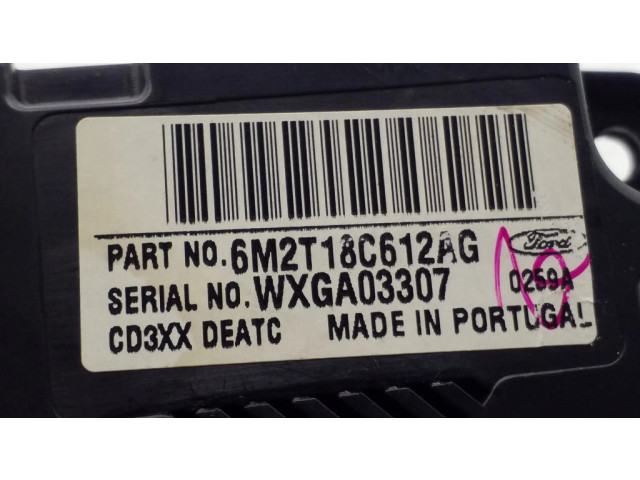 PART NO. 6M2T18C612AG
Ford
SERIAL NO. WXGA03307 0259A
CD3XX DEATC MADE IN PORTUGAL